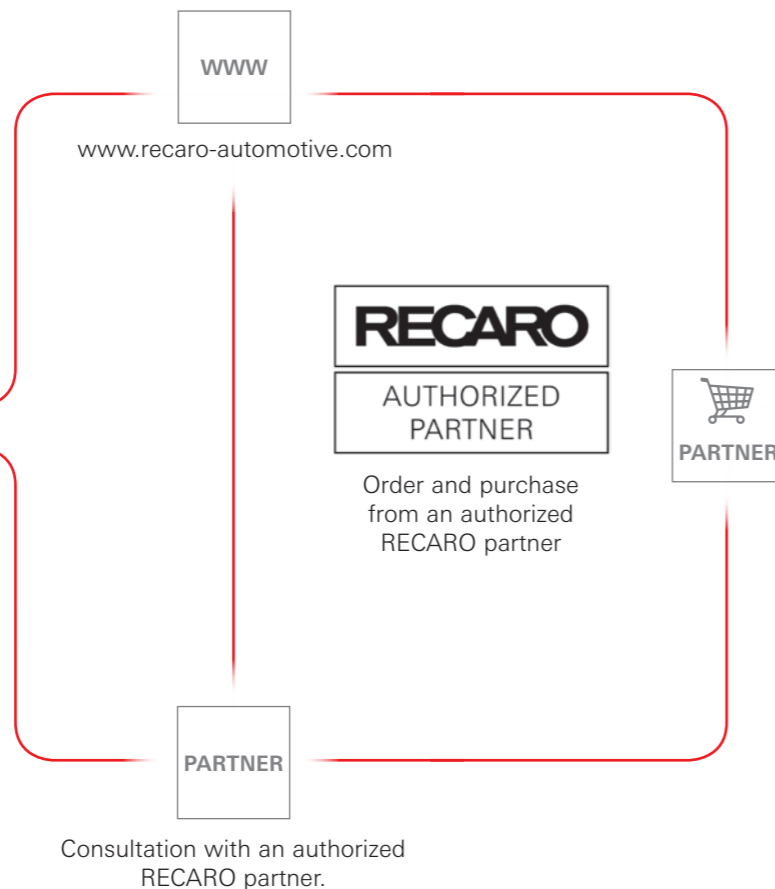 WWW
www.recaro-automotive.com
RECARO
AUTHORIZED
PARTNER
Order and purchase
from an authorized
RECARO partner
PARTNER
PARTNER
Consultation with an authorized
RECARO partner.